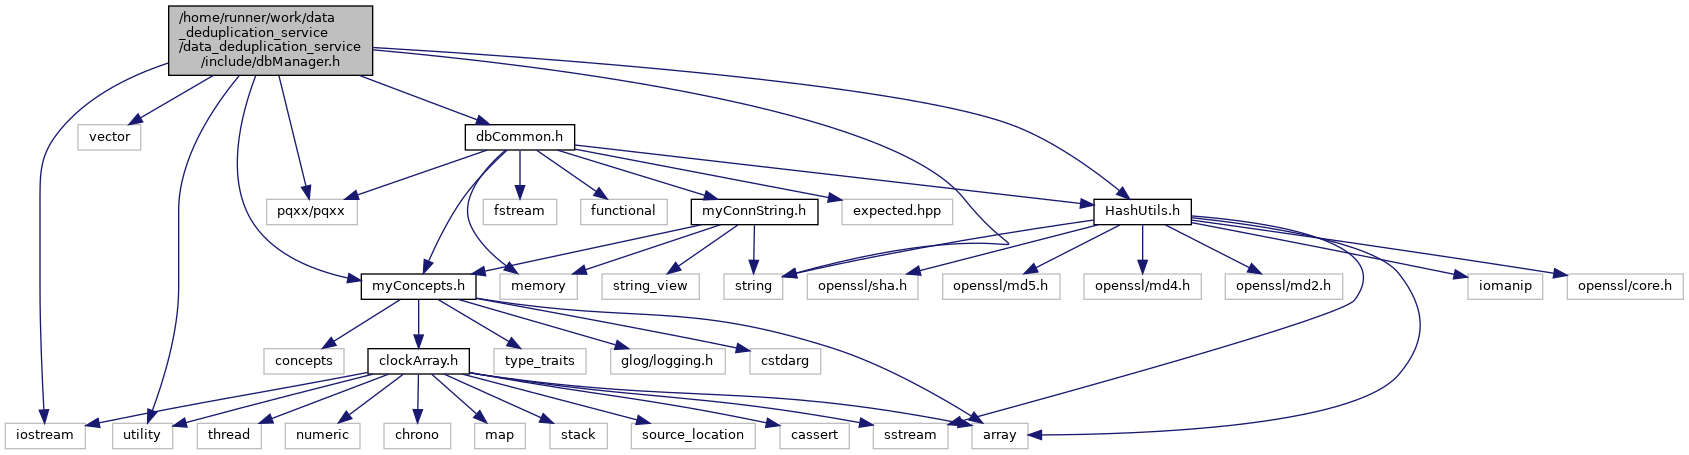 /home/runner/work/data
_deduplication_service
/data_deduplication_service
/include/dbManager.h
vector
dbCommon.h
pqxx/pqxx
fstream
functional
myConnString.h
expected.hpp
HashUtils.h
myConcepts.h
memory
string_view
string
openssl/sha.h
openssl/md5.h
openssl/md4.h
openssl/md2.h
iomanip
openssl/core.h
concepts
clockArray.h
type_traits
glog/logging.h
cstdarg
iostream
utility
thread
numeric
chrono
map
stack
source_location
cassert
sstream
array